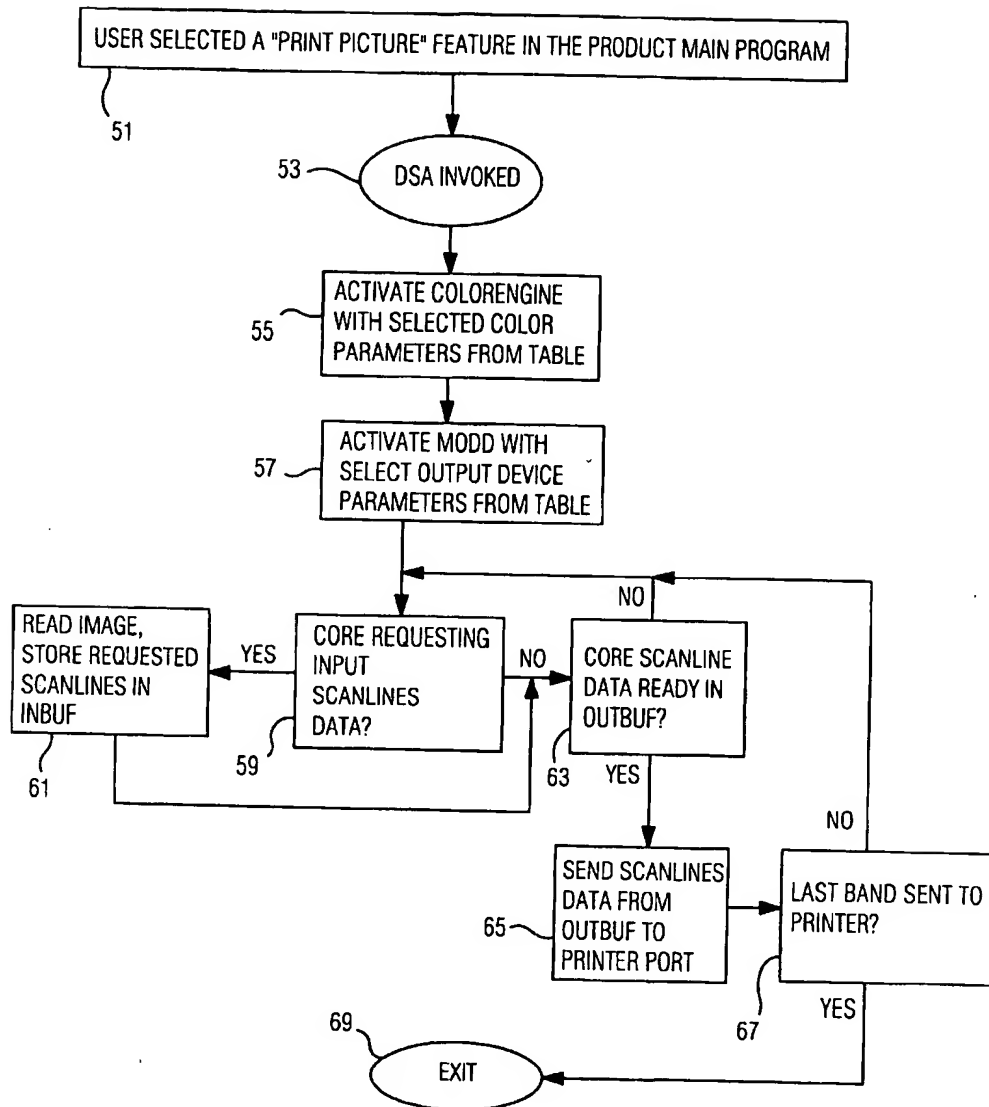 USER SELECTED A "PRINT PICTURE" FEATURE IN THE PRODUCT MAIN PROGRAM
51
53
DSA INVOKED
55
ACTIVATE COLORENGINE
WITH SELECTED COLOR
PARAMETERS FROM TABLE
57
ACTIVATE MODD WITH
SELECT OUTPUT DEVICE
PARAMETERS FROM TABLE
READ IMAGE,
STORE REQUESTED
SCANLINES IN
INBUF
61
YES
CORE REQUESTING
INPUT
SCANLINES
DATA?
59
NO
NO
CORE SCANLINE
DATA READY IN
OUTBUF?
63
YES
NO
65
SEND SCANLINES
DATA FROM
OUTBUF TO
PRINTER PORT
LAST BAND SENT TO
PRINTER?
67
YES
69
EXIT